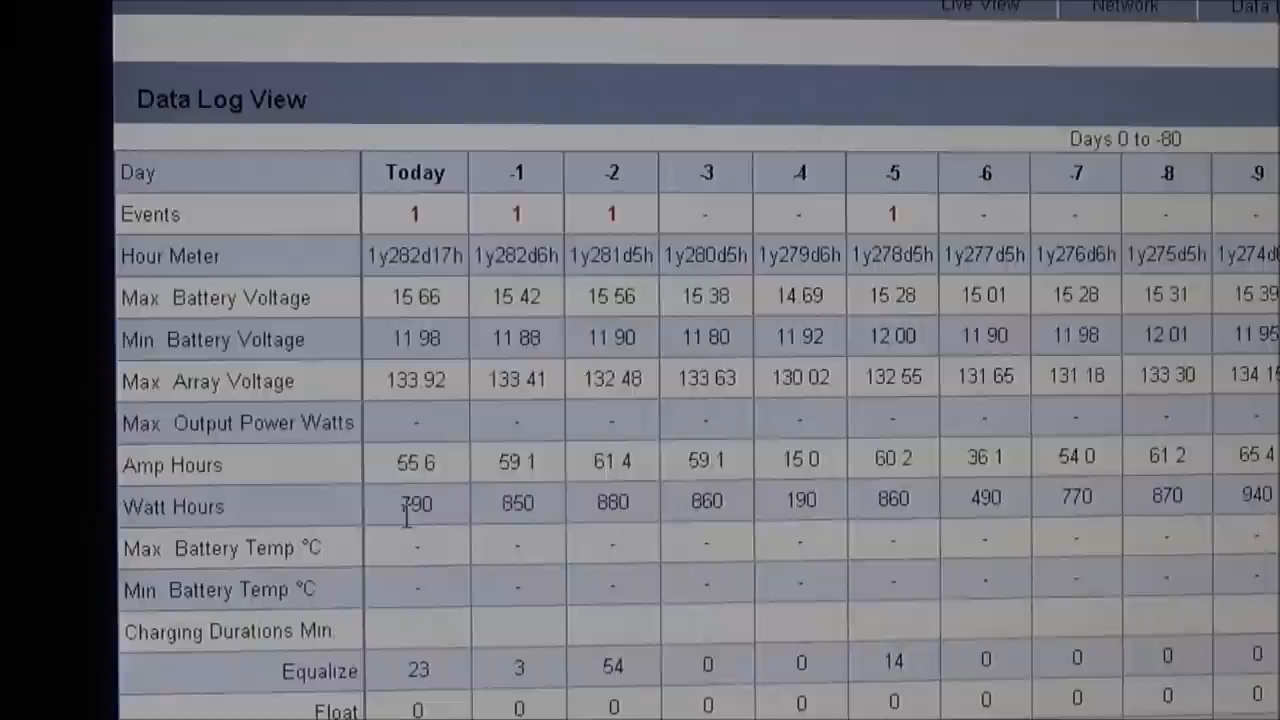 Live View Network Data
Data Log View
Days 0 to -80
Day Today -1 -2 -3 -4 -5 -6 -7 -8 -9
Events 1 1 1 - - 1 - - - -
Hour Meter 1y282d17h 1y282d6h 1y281d5h 1y280d5h 1y279d6h 1y278d5h 1y277d5h 1y276d6h 1y275d5h 1y274d
Max Battery Voltage 15 66 15 42 15 56 15 38 14 69 15 28 15 01 15 28 15 31 15 39
Min Battery Voltage 11 98 11 88 11 90 11 80 11 92 12 00 11 90 11 98 12 01 11 95
Max Array Voltage 133 92 133 41 132 48 133 63 130 02 132 55 131 65 131 18 133 30 134 15
Max Output Power Watts - - - - - - - - - -
Amp Hours 55 6 59 1 61 4 59 1 15 0 60 2 36 1 54 0 61 2 65 4
Watt Hours 790 850 880 860 190 860 490 770 870 940
Max Battery Temp °C - - - - - - - - - -
Min Battery Temp °C - - - - - - - - - -
Charging Durations Min
Equalize 23 3 54 0 0 14 0 0 0 0
Float 0 0 0 0 0 0 0 0 0 0